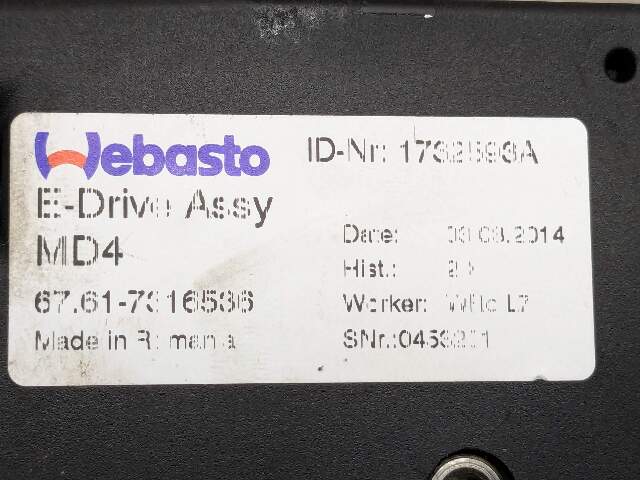 Webasto
E-Drive Assy
MD4
67.61-7316536
Made in Romania
ID-Nr: 1732593A
Date: 03.03.2014
Hist.:
Worker:
SNr.: